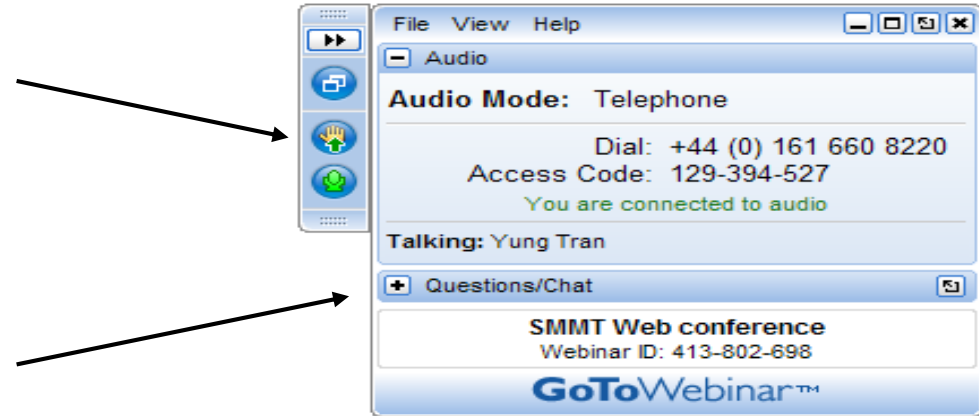 File View Help
Audio
Audio Mode: Telephone
Dial: +44 (0) 161 660 8220
Access Code: 129-394-527
You are connected to audio
Talking: Yung Tran
Questions/Chat
SMMT Web conference
Webinar ID: 413-802-698
GoToWebinar™